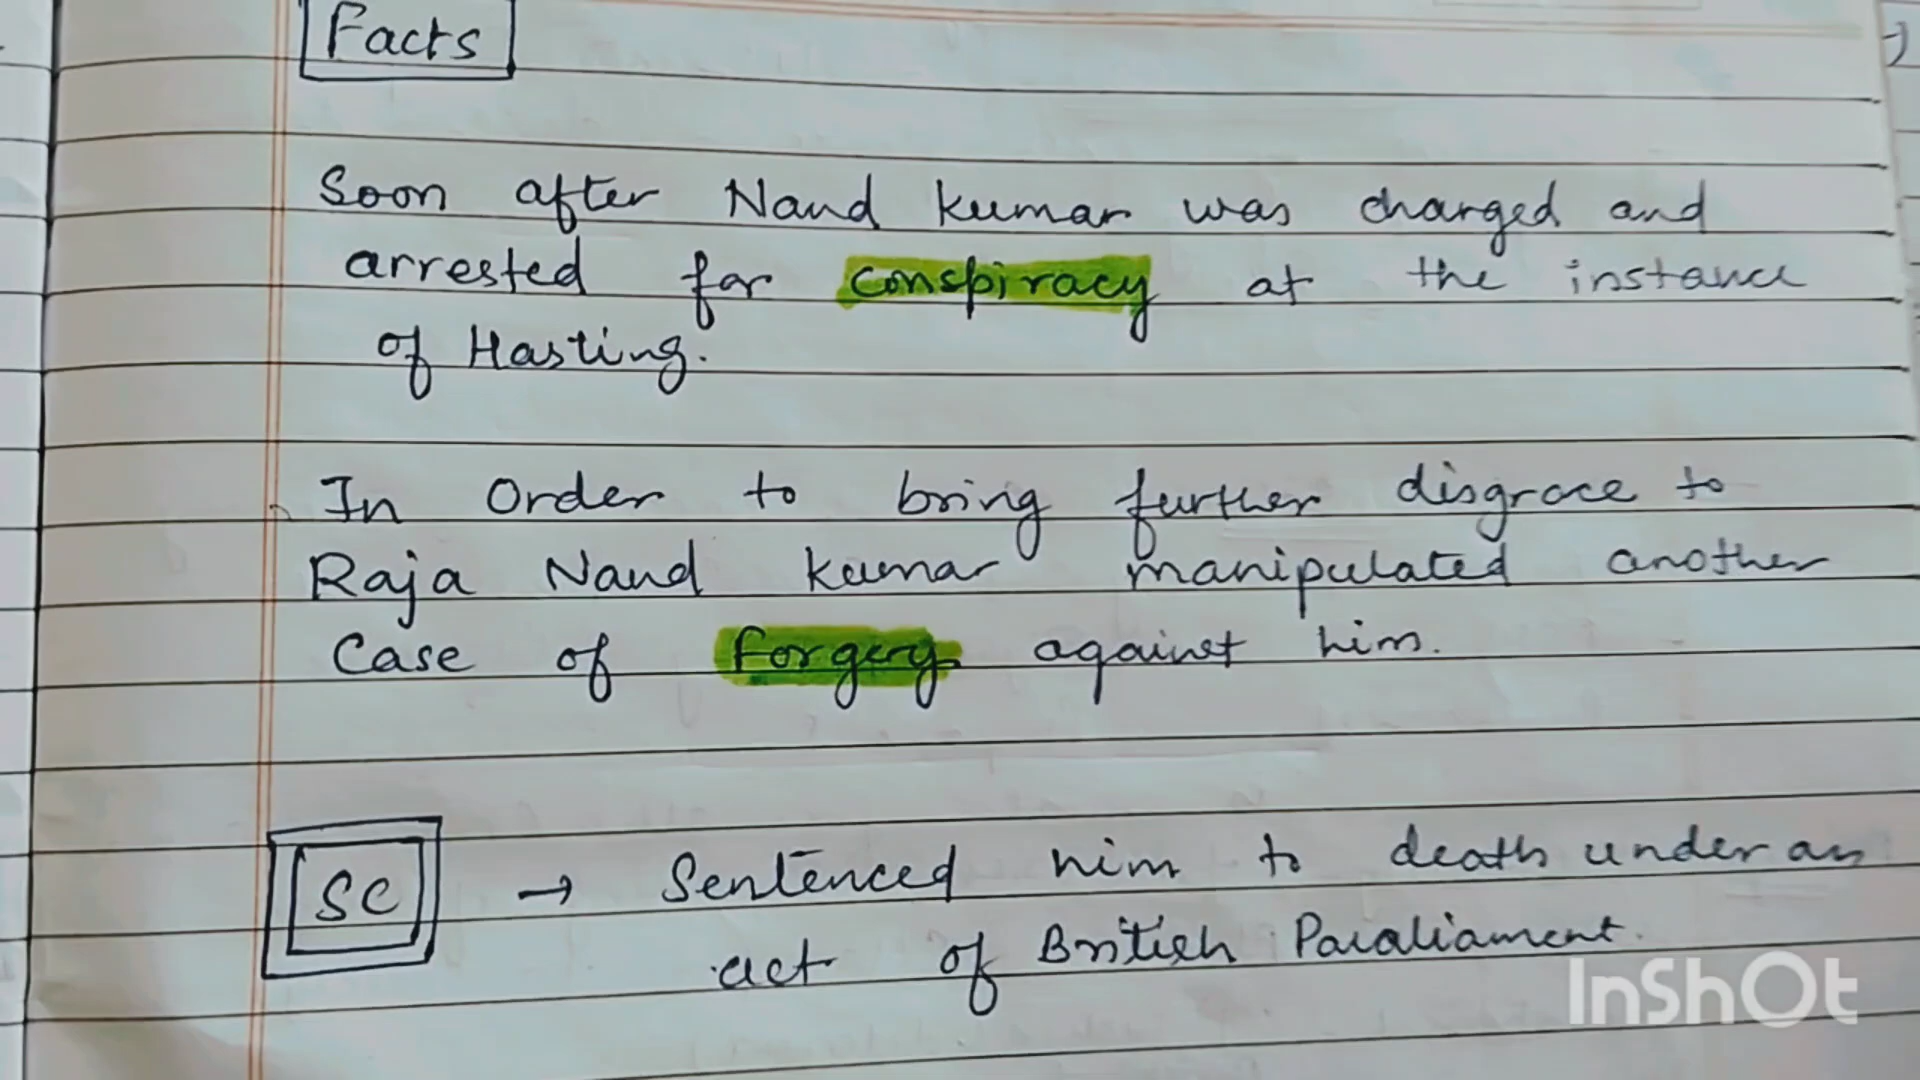 Facts
Soon after Nand kumar was charged and
arrested for conspiracy at the instance
of Hasting.
In Order to bring further disgrace to
Raja Nand kumar manipulated another
Case of forgery against him.
SC → Sentenced him to death under an
act of British Paraliament.
InShOt